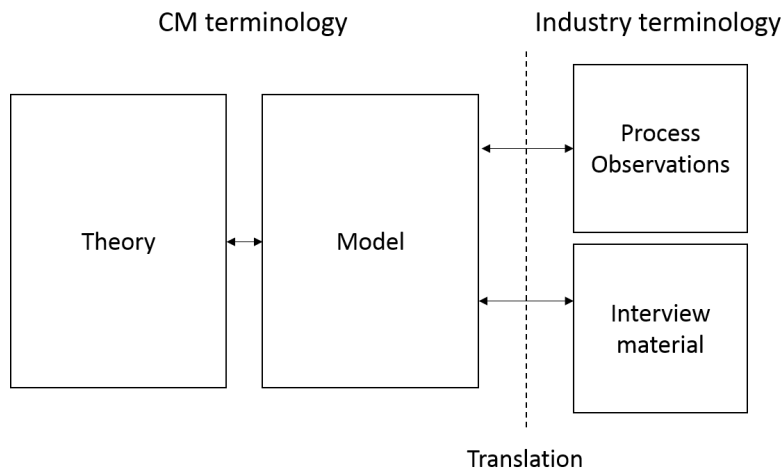 CM terminology
Industry terminology
Theory
Model
Process
Observations
Interview
material
Translation